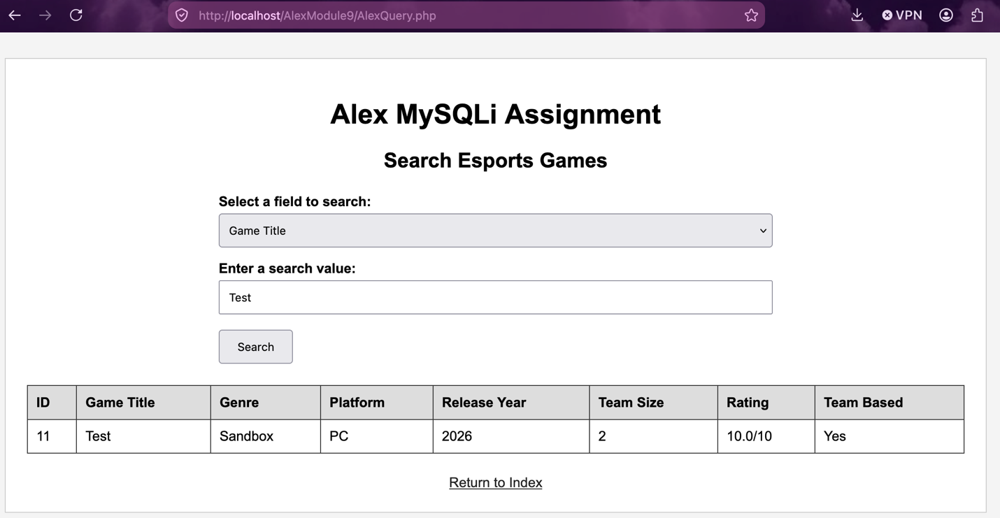 http://localhost/AlexModule9/AlexQuery.php VPN
Alex MySQLi Assignment
Search Esports Games
Select a field to search:
Game Title
Enter a search value:
Test
Search
ID Game Title Genre Platform Release Year Team Size Rating Team Based
11 Test Sandbox PC 2026 2 10.0/10 Yes
Return to Index